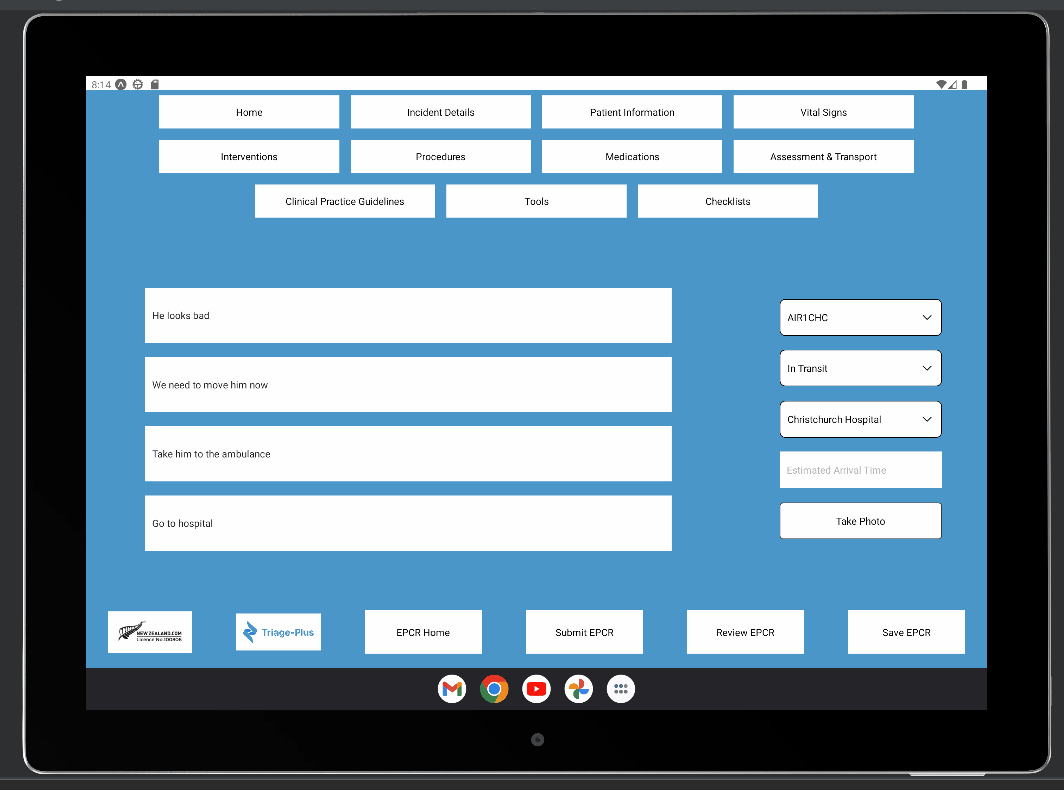 8:14
Home
Incident Details
Patient Information
Vital Signs
Interventions
Procedures
Medications
Assessment & Transport
Clinical Practice Guidelines
Tools
Checklists
He looks bad
We need to move him now
Take him to the ambulance
Go to hospital
AIR1CHC
In Transit
Christchurch Hospital
Estimated Arrival Time
Take Photo
NEW ZEALAND.COM
Licence No.100806
Triage-Plus
EPCR Home
Submit EPCR
Review EPCR
Save EPCR